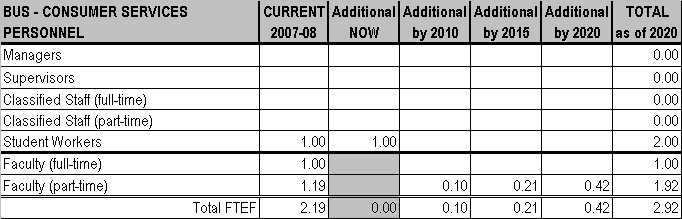 BUS - CONSUMER SERVICES CURRENT Additional Additional Additional Additional TOTAL
PERSONNEL 2007-08 NOW by 2010 by 2015 by 2020 as of 2020
Managers 0.00
Supervisors 0.00
Classified Staff (full-time) 0.00
Classified Staff (part-time) 0.00
Student Workers 1.00 1.00 2.00
Faculty (full-time) 1.00 1.00
Faculty (part-time) 1.19 0.10 0.21 0.42 1.92
Total FTEF 2.19 0.00 0.10 0.21 0.42 2.92